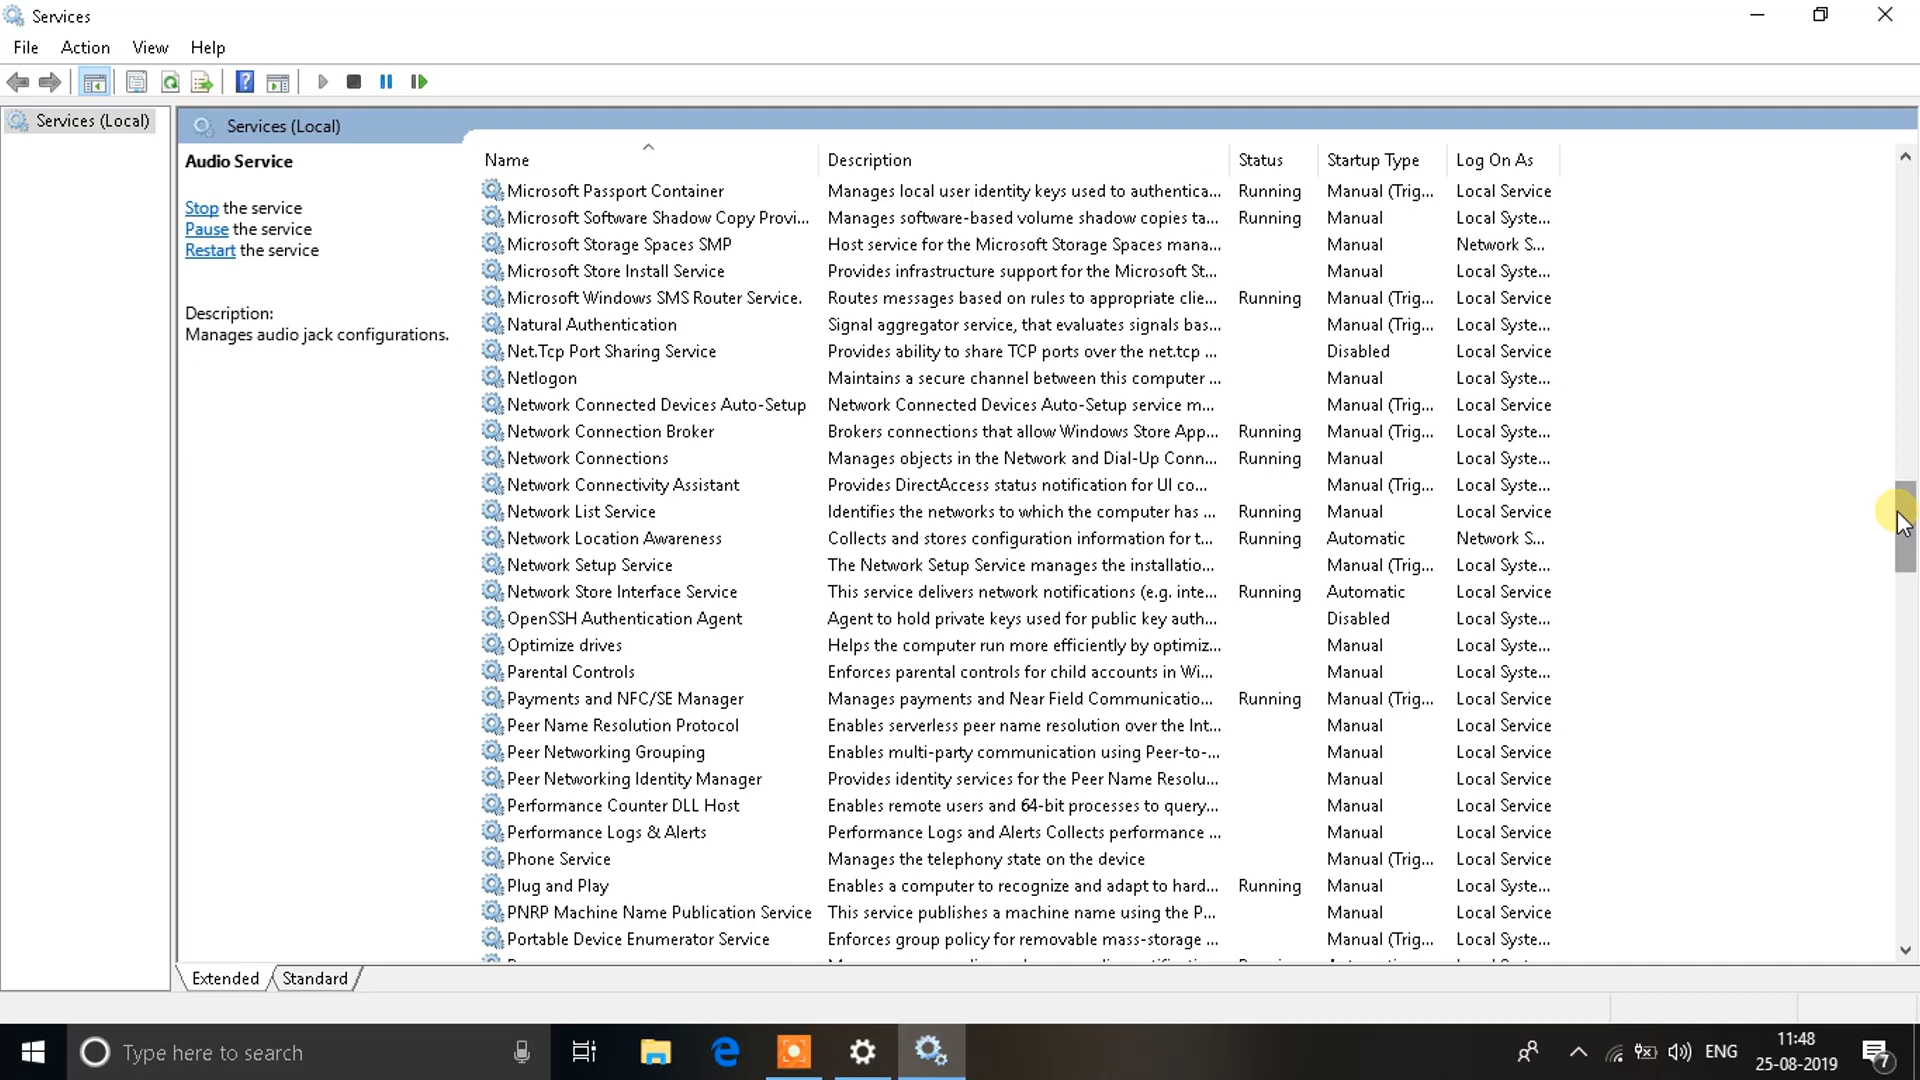 Services
File Action View Help
Services (Local)
Services (Local)
Audio Service
Stop the service
Pause the service
Restart the service
Description:
Manages audio jack configurations.
Name Description Status Startup Type Log On As
Microsoft Passport Container Manages local user identity keys used to authentica... Running Manual (Trig... Local Service
Microsoft Software Shadow Copy Provi... Manages software-based volume shadow copies ta... Running Manual Local Syste...
Microsoft Storage Spaces SMP Host service for the Microsoft Storage Spaces mana... Manual Network S...
Microsoft Store Install Service Provides infrastructure support for the Microsoft St... Manual Local Syste...
Microsoft Windows SMS Router Service. Routes messages based on rules to appropriate clie... Running Manual (Trig... Local Service
Natural Authentication Signal aggregator service, that evaluates signals bas... Manual (Trig... Local Syste...
Net.Tcp Port Sharing Service Provides ability to share TCP ports over the net.tcp ... Disabled Local Service
Netlogon Maintains a secure channel between this computer ... Manual Local Syste...
Network Connected Devices Auto-Setup Network Connected Devices Auto-Setup service m... Manual (Trig... Local Service
Network Connection Broker Brokers connections that allow Windows Store App... Running Manual (Trig... Local Syste...
Network Connections Manages objects in the Network and Dial-Up Conn... Running Manual Local Syste...
Network Connectivity Assistant Provides DirectAccess status notification for UI co... Manual (Trig... Local Syste...
Network List Service Identifies the networks to which the computer has ... Running Manual Local Service
Network Location Awareness Collects and stores configuration information for t... Running Automatic Network S...
Network Setup Service The Network Setup Service manages the installatio... Manual (Trig... Local Syste...
Network Store Interface Service This service delivers network notifications (e.g. inte... Running Automatic Local Service
OpenSSH Authentication Agent Agent to hold private keys used for public key auth... Disabled Local Syste...
Optimize drives Helps the computer run more efficiently by optimiz... Manual Local Syste...
Parental Controls Enforces parental controls for child accounts in Wi... Manual Local Syste...
Payments and NFC/SE Manager Manages payments and Near Field Communicatio... Running Manual (Trig... Local Service
Peer Name Resolution Protocol Enables serverless peer name resolution over the Int... Manual Local Service
Peer Networking Grouping Enables multi-party communication using Peer-to-... Manual Local Service
Peer Networking Identity Manager Provides identity services for the Peer Name Resolu... Manual Local Service
Performance Counter DLL Host Enables remote users and 64-bit processes to query... Manual Local Service
Performance Logs & Alerts Performance Logs and Alerts Collects performance ... Manual Local Service
Phone Service Manages the telephony state on the device Manual (Trig... Local Service
Plug and Play Enables a computer to recognize and adapt to hard... Running Manual Local Syste...
PNRP Machine Name Publication Service This service publishes a machine name using the P... Manual Local Service
Portable Device Enumerator Service Enforces group policy for removable mass-storage ... Manual (Trig... Local Syste...
Extended Standard
Type here to search
ENG
11:48
25-08-2019
7